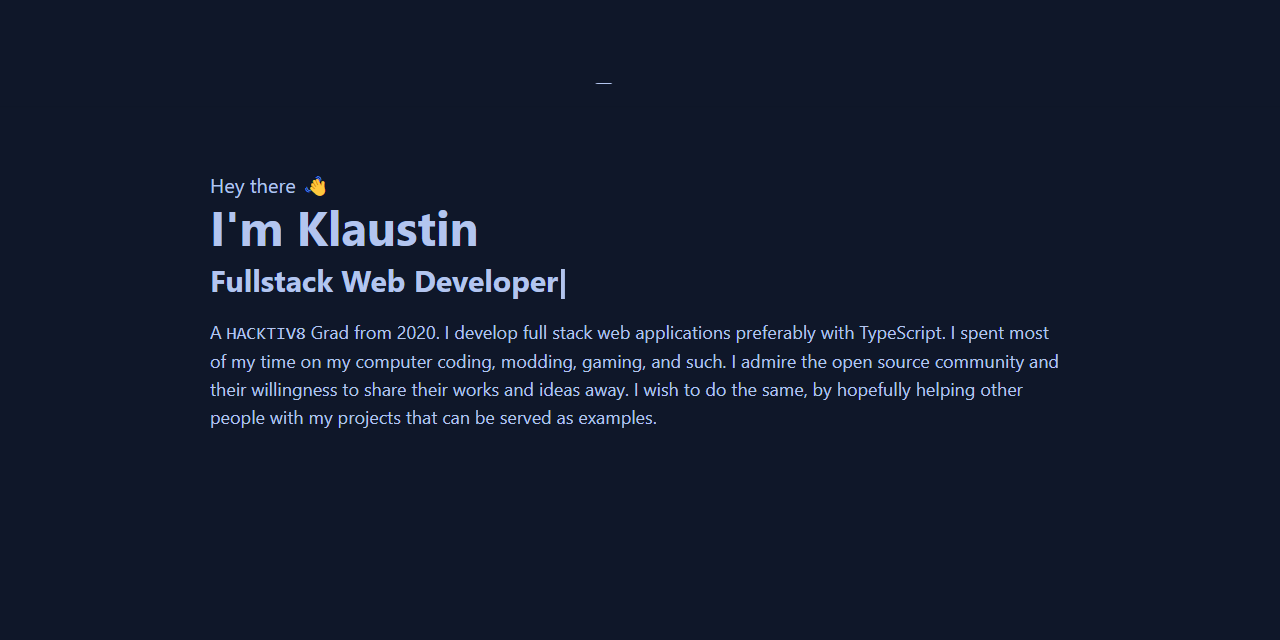 Hey there 👋
I'm Klaustin
Fullstack Web Developer|
A HACKTIV8 Grad from 2020. I develop full stack web applications preferably with TypeScript. I spent most
of my time on my computer coding, modding, gaming, and such. I admire the open source community and
their willingness to share their works and ideas away. I wish to do the same, by hopefully helping other
people with my projects that can be served as examples.